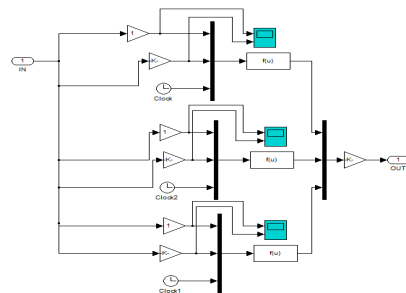 1
IN
1
-K-
Clock
f(u)
1
-K-
Clock2
f(u)
-K-
1
OUT
1
-K-
Clock1
f(u)